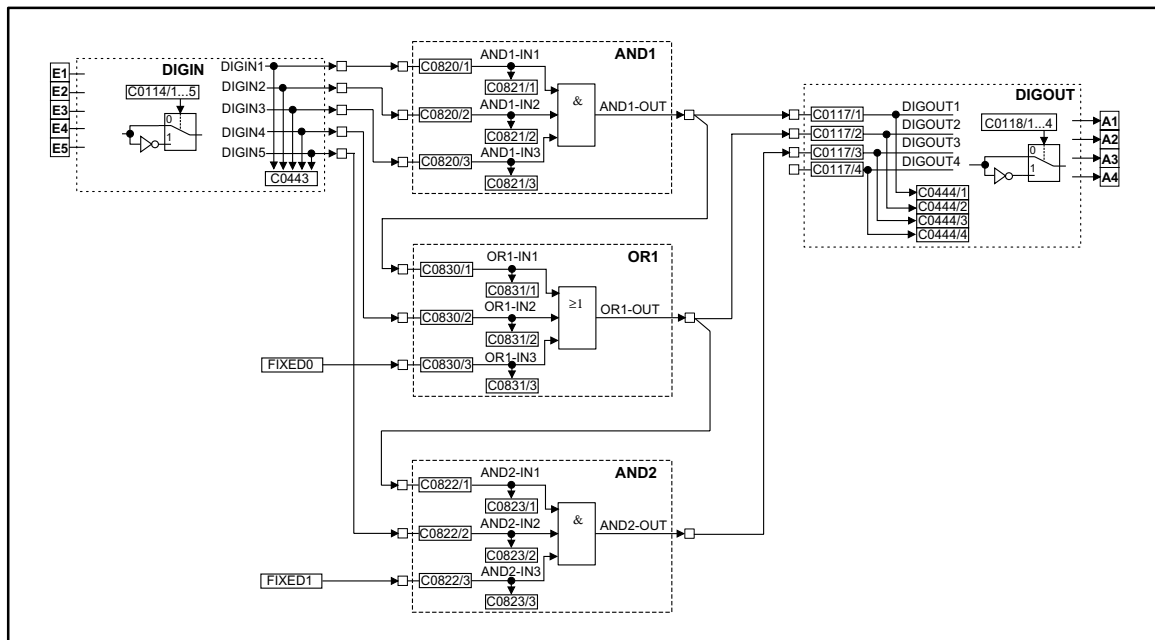 DIGIN
E1
E2
E3
E4
E5
C0114/1...5
0
1
DIGIN1
DIGIN2
DIGIN3
DIGIN4
DIGIN5
C0443
AND1
C0820/1
AND1-IN1
C0821/1
C0820/2
AND1-IN2
C0821/2
C0820/3
AND1-IN3
C0821/3
&
AND1-OUT
OR1
C0830/1
OR1-IN1
C0831/1
C0830/2
OR1-IN2
C0831/2
FIXED0
C0830/3
OR1-IN3
C0831/3
≥1
OR1-OUT
AND2
C0822/1
AND2-IN1
C0823/1
C0822/2
AND2-IN2
C0823/2
FIXED1
C0822/3
AND2-IN3
C0823/3
&
AND2-OUT
DIGOUT
C0117/1
DIGOUT1
C0117/2
DIGOUT2
C0117/3
DIGOUT3
C0117/4
DIGOUT4
C0444/1
C0444/2
C0444/3
C0444/4
C0118/1...4
0
1
A1
A2
A3
A4